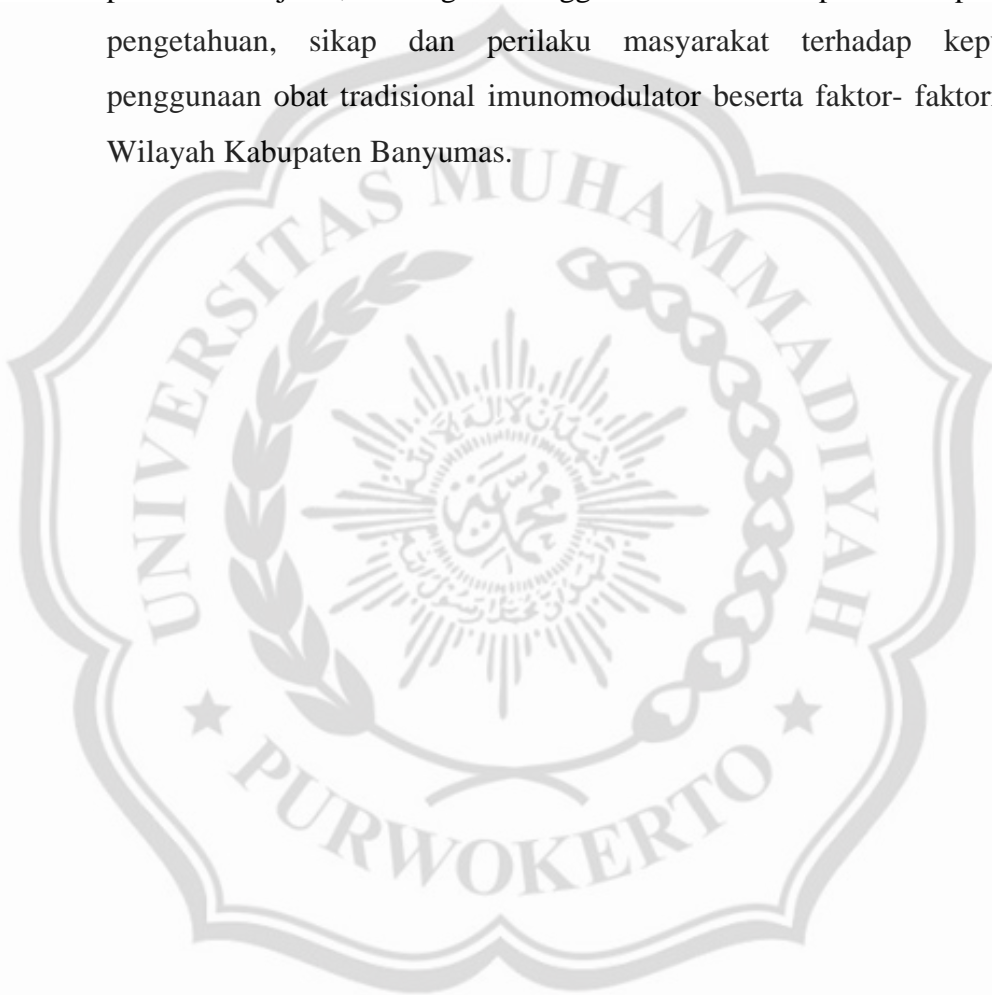 pengetahuan, sikap dan perilaku masyarakat terhadap kep
penggunaan obat tradisional imunomodulator beserta faktor- faktor
Wilayah Kabupaten Banyumas.
UNIVERSITAS MUHAMMADIYAH
PURWOKERTO